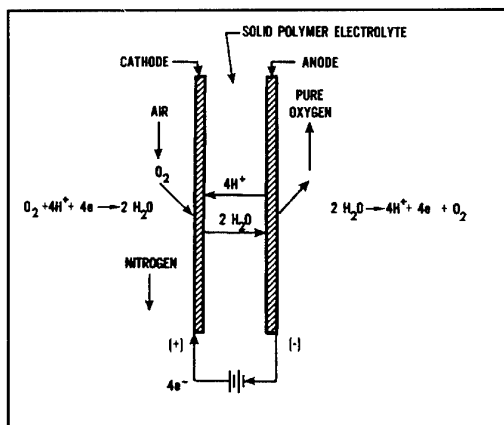 SOLID POLYMER ELECTROLYTE
CATHODE
ANODE
AIR
PURE
OXYGEN
O₂
4H⁺
O₂ +4H⁺+ 4e → 2 H₂O
2 H₂O
2 H₂O → 4H⁺+ 4e + O₂
NITROGEN
(+)
(-)
4e⁻